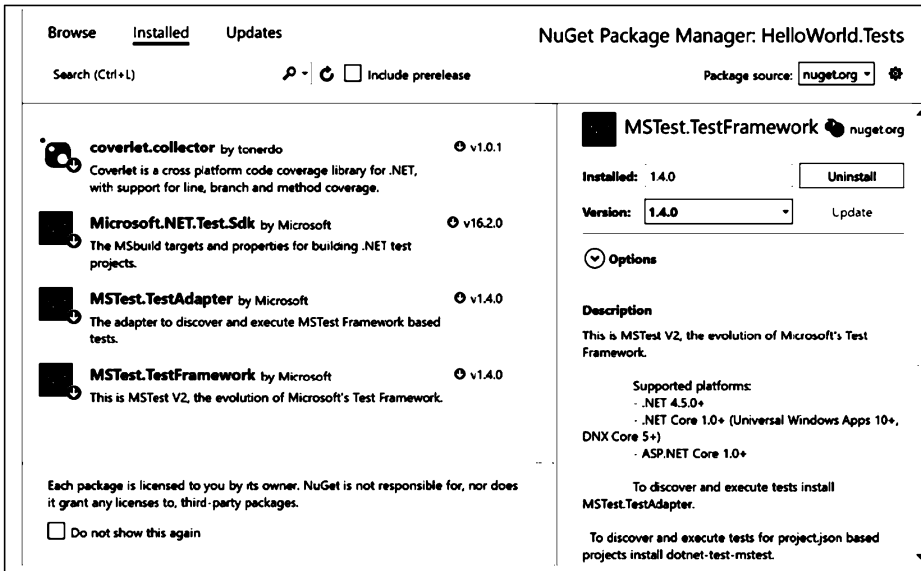 Browse Installed Updates
NuGet Package Manager: HelloWorld.Tests
Search (Ctrl+L)
Include prerelease
Package source: nuget.org
coverlet.collector by tonerdo v1.0.1
Coverlet is a cross platform code coverage library for .NET,
with support for line, branch and method coverage.
Microsoft.NET.Test.Sdk by Microsoft v16.2.0
The MSbuild targets and properties for building .NET test
projects.
MSTest.TestAdapter by Microsoft v1.4.0
The adapter to discover and execute MSTest Framework based
tests.
MSTest.TestFramework by Microsoft v1.4.0
This is MSTest V2, the evolution of Microsoft's Test Framework.
Each package is licensed to you by its owner. NuGet is not responsible for, nor does
it grant any licenses to, third-party packages.
Do not show this again
MSTest.TestFramework nuget.org
Installed: 1.4.0 Uninstall
Version: 1.4.0 Update
Options
Description
This is MSTest V2, the evolution of Microsoft's Test
Framework.
Supported platforms:
- .NET 4.5.0+
- .NET Core 1.0+ (Universal Windows Apps 10+,
DNX Core 5+)
- ASP.NET Core 1.0+
To discover and execute tests install
MSTest.TestAdapter.
To discover and execute tests for project.json based
projects install dotnet-test-mstest.